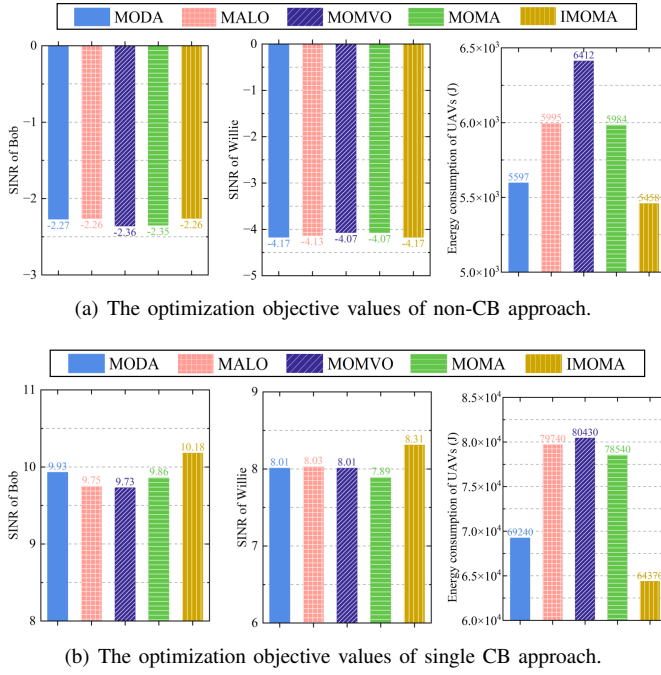 MODA MALO MOMVO MOMA IMOMA
0
−1
−2
−3
SINR of Bob
-2.27 -2.26 -2.36 -2.35 -2.26
0
−1
−2
−3
−4
−5
SINR of Willie
-4.17 -4.13 -4.07 -4.07 -4.17
6.5×10³
6.0×10³
5.5×10³
5.0×10³
Energy consumption of UAVs (J)
5597 5995 6412 5984 5458
(a) The optimization objective values of non-CB approach.
MODA MALO MOMVO MOMA IMOMA
11
10
9
8
SINR of Bob
9.93 9.75 9.73 9.86 10.18
9
8
7
6
SINR of Willie
8.01 8.03 8.01 7.89 8.31
8.5×10⁴
8.0×10⁴
7.5×10⁴
7.0×10⁴
6.5×10⁴
6.0×10⁴
Energy consumption of UAVs (J)
69240 79740 80430 78540 64370
(b) The optimization objective values of single CB approach.